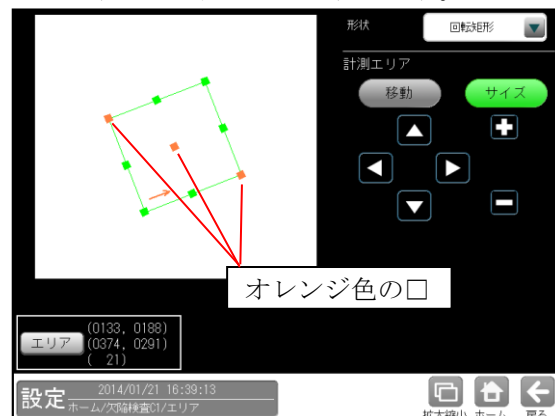 形状
回転矩形
計測エリア
移動
サイズ
オレンジ色の□
エリア
(0133, 0188)
(0374, 0291)
( 21)
設定
2014/01/21 16:39:13
ホーム/欠陥検査C1/エリア
拡大縮小
ホーム
戻る